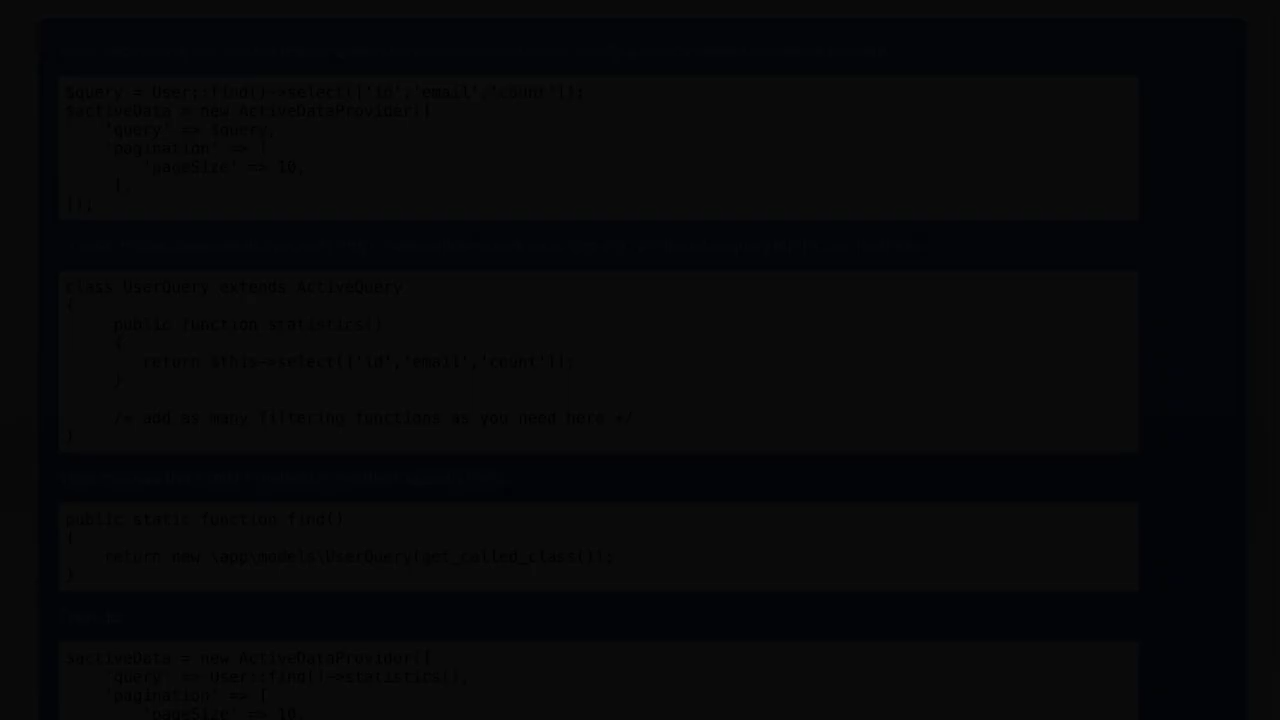 $query = User::find()->select(['id','email','count']);
$activeData = new ActiveDataProvider([
    'query' => $query,
    'pagination' => [
        'pageSize' => 10,
     ],
]);
class UserQuery extends ActiveQuery
{
     public function statistics()
     {
        return $this->select(['id','email','count']);
     }
     /* add as many filtering functions as you need here */
}
public static function find()
{
    return new \app\models\UserQuery(get_called_class());
}
$activeData = new ActiveDataProvider([
    'query' => User::find()->statistics(),
    'pagination' => [
        'pageSize' => 10,